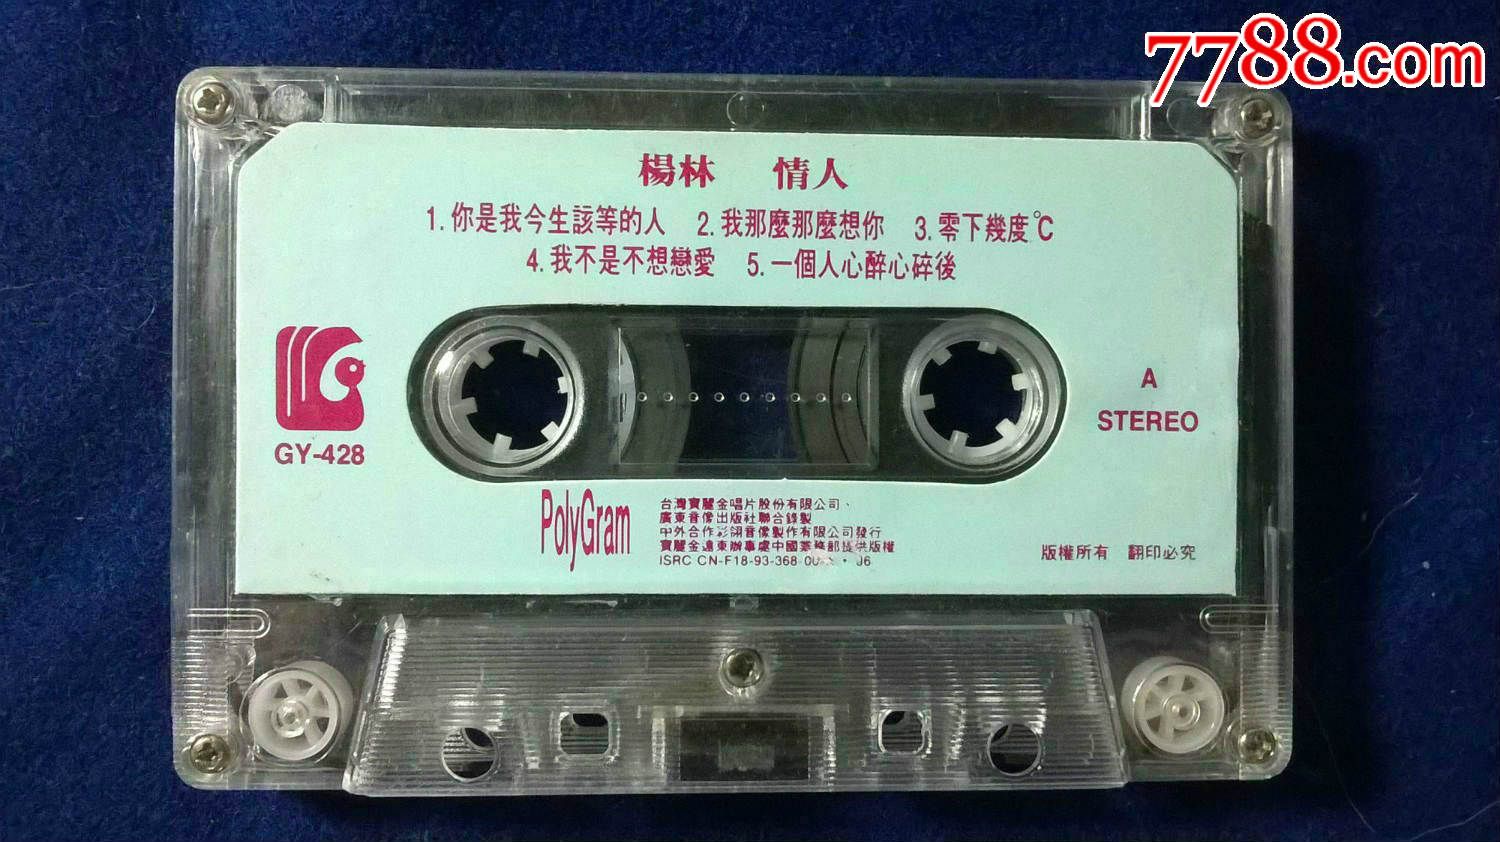 7788.com
楊林 情人
1.你是我今生該等的人 2.我那麼那麼想你 3.零下幾度℃
4.我不是不想戀愛 5.一個人心醉心碎後
GY-428
A
STEREO
PolyGram
台灣寶麗金唱片股份有限公司、
廣東音像出版社聯合錄製
中外合作彩翎音像製作有限公司發行
寶麗金遠東辦事處中國業務部提供版權
ISRC CN-F18-93-368-
版權所有 翻印必究